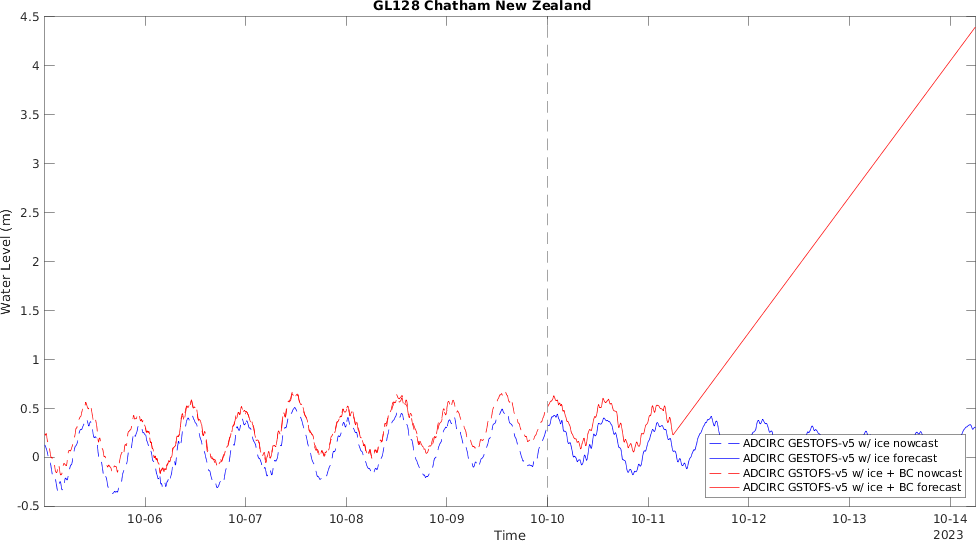 GL128 Chatham New Zealand
4.5
4
3.5
3
2.5
2
1.5
1
0.5
0
-0.5
Water Level (m)
ADCIRC GESTOFS-v5 w/ ice nowcast
ADCIRC GESTOFS-v5 w/ ice forecast
ADCIRC GSTOFS-v5 w/ ice + BC nowcast
ADCIRC GSTOFS-v5 w/ ice + BC forecast
10-06 10-07 10-08 10-09 10-10 10-11 10-12 10-13 10-14
Time
2023